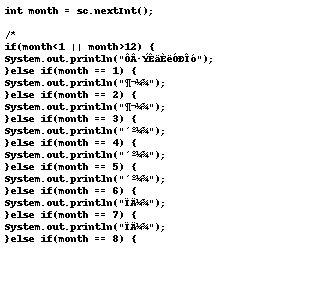 int month = sc.nextInt();
/*
if(month<1 || month>12) {
System.out.println("ÔÂ·ÝÊäÈëÓÐÎó");
}else if(month == 1) {
System.out.println("¶¬¼¾");
}else if(month == 2) {
System.out.println("¶¬¼¾");
}else if(month == 3) {
System.out.println("´º¼¾");
}else if(month == 4) {
System.out.println("´º¼¾");
}else if(month == 5) {
System.out.println("´º¼¾");
}else if(month == 6) {
System.out.println("ÏÄ¼¾");
}else if(month == 7) {
System.out.println("ÏÄ¼¾");
}else if(month == 8) {